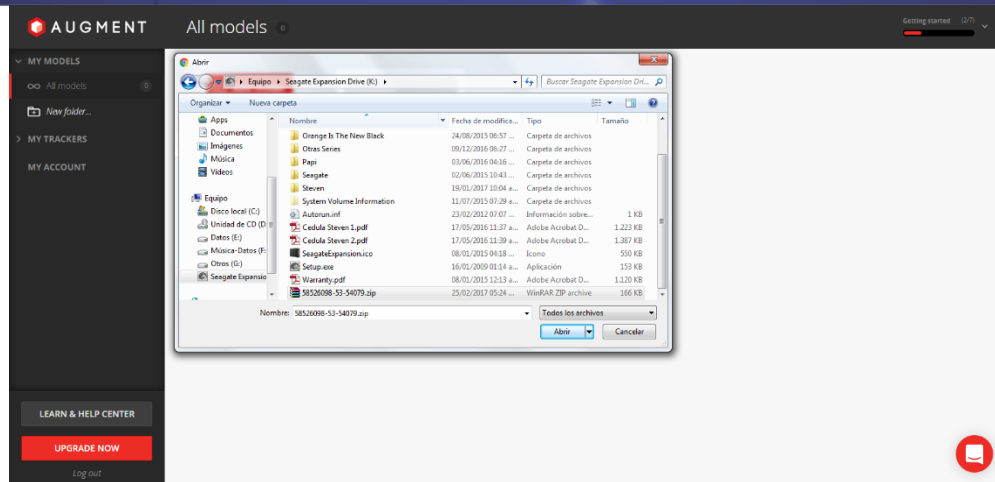 AUGMENT
All models 0
Getting started (2/7)
MY MODELS
All models 0
New folder...
MY TRACKERS
MY ACCOUNT
LEARN & HELP CENTER
UPGRADE NOW
Log out
Abrir
Equipo Seagate Expansion Drive (K:)
Buscar Seagate Expansion Dri...
Organizar Nueva carpeta
Apps
Documentos
Imágenes
Música
Vídeos
Equipo
Disco local (C:)
Unidad de CD (D
Datos (E:)
Música-Datos (F:
Otros (G:)
Seagate Expansio
Nombre Fecha de modifica... Tipo Tamaño
Orange Is The New Black 24/08/2015 06:57 ... Carpeta de archivos
Otras Series 09/12/2016 06:27 ... Carpeta de archivos
Papi 03/06/2016 04:16 ... Carpeta de archivos
Seagate 02/06/2015 10:43 ... Carpeta de archivos
Steven 19/01/2017 10:04 a... Carpeta de archivos
System Volume Information 11/07/2015 07:29 a... Carpeta de archivos
Autorun.inf 23/02/2012 07:07 ... Información sobre... 1 KB
Cedula Steven 1.pdf 17/05/2016 11:37 a... Adobe Acrobat D... 1.223 KB
Cedula Steven 2.pdf 17/05/2016 11:39 a... Adobe Acrobat D... 1.387 KB
SeagateExpansion.ico 08/01/2015 04:18 ... Icono 550 KB
Setup.exe 16/01/2009 01:14 a... Aplicación 153 KB
Warranty.pdf 08/01/2015 12:13 a... Adobe Acrobat D... 1.120 KB
58526098-53-54079.zip 25/02/2017 05:24 ... WinRAR ZIP archive 166 KB
Nombre: 58526098-53-54079.zip
Todos los archivos
Abrir Cancelar